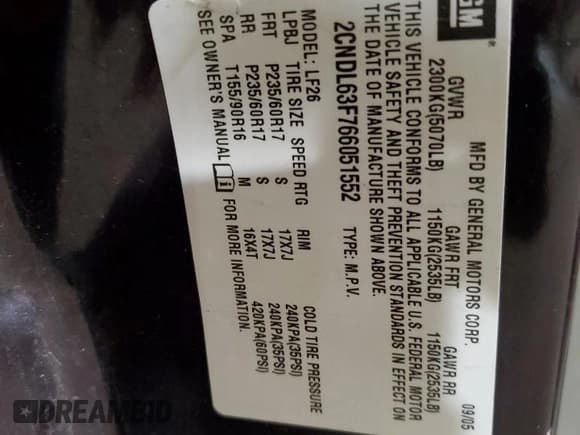 GM ®
MFD BY GENERAL MOTORS CORP. 09/05
GVWR GAWR FRT GAWR RR
2300KG(5070LB) 1150KG(2535LB) 1150KG(2535LB)
THIS VEHICLE CONFORMS TO ALL APPLICABLE U.S. FEDERAL MOTOR
VEHICLE SAFETY AND THEFT PREVENTION STANDARDS IN EFFECT ON
THE DATE OF MANUFACTURE SHOWN ABOVE.
2CNDL63F766051552 TYPE: M.P.V.
MODEL: LF26
LPBJ TIRE SIZE SPEED RTG RIM COLD TIRE PRESSURE
FRT P235/60R17 S 17X7J 240KPA(35PSI)
RR P235/60R17 S 17X7J 240KPA(35PSI)
SPA T155/90R16 M 16X4T 420KPA(60PSI)
SEE OWNER'S MANUAL i FOR MORE INFORMATION.
DREAMBID